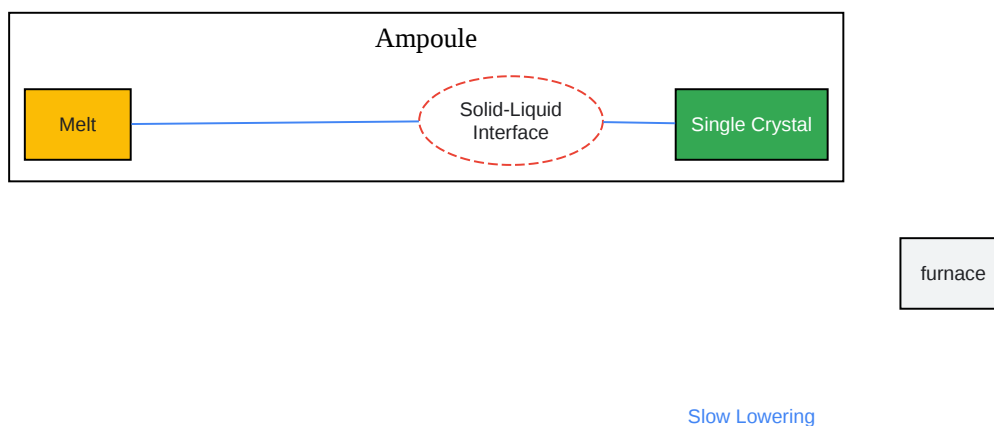 Ampoule
Melt
Solid-Liquid
Interface
Single Crystal
furnace
Slow Lowering